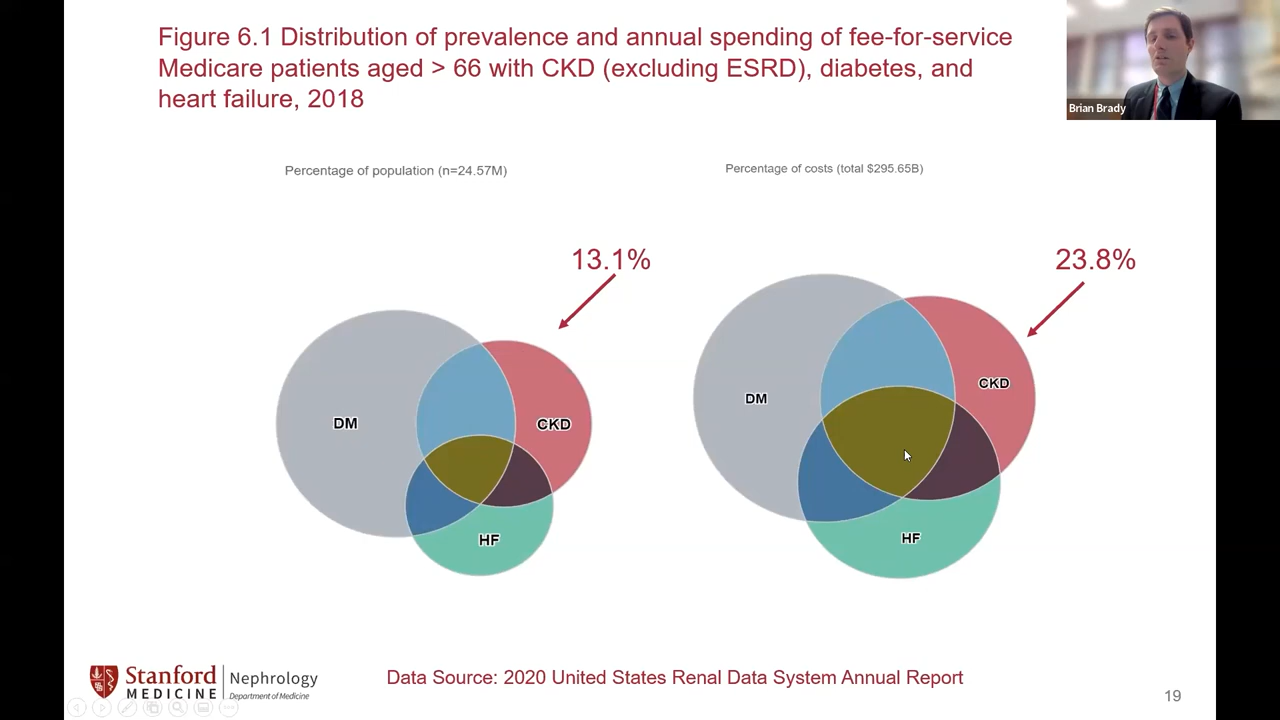 Figure 6.1 Distribution of prevalence and annual spending of fee-for-service
Medicare patients aged > 66 with CKD (excluding ESRD), diabetes, and
heart failure, 2018
Brian Brady
Percentage of population (n=24.57M)
Percentage of costs (total $295.65B)
13.1%
23.8%
DM
CKD
HF
DM
CKD
HF
Stanford
MEDICINE
Nephrology
Department of Medicine
Data Source: 2020 United States Renal Data System Annual Report
19